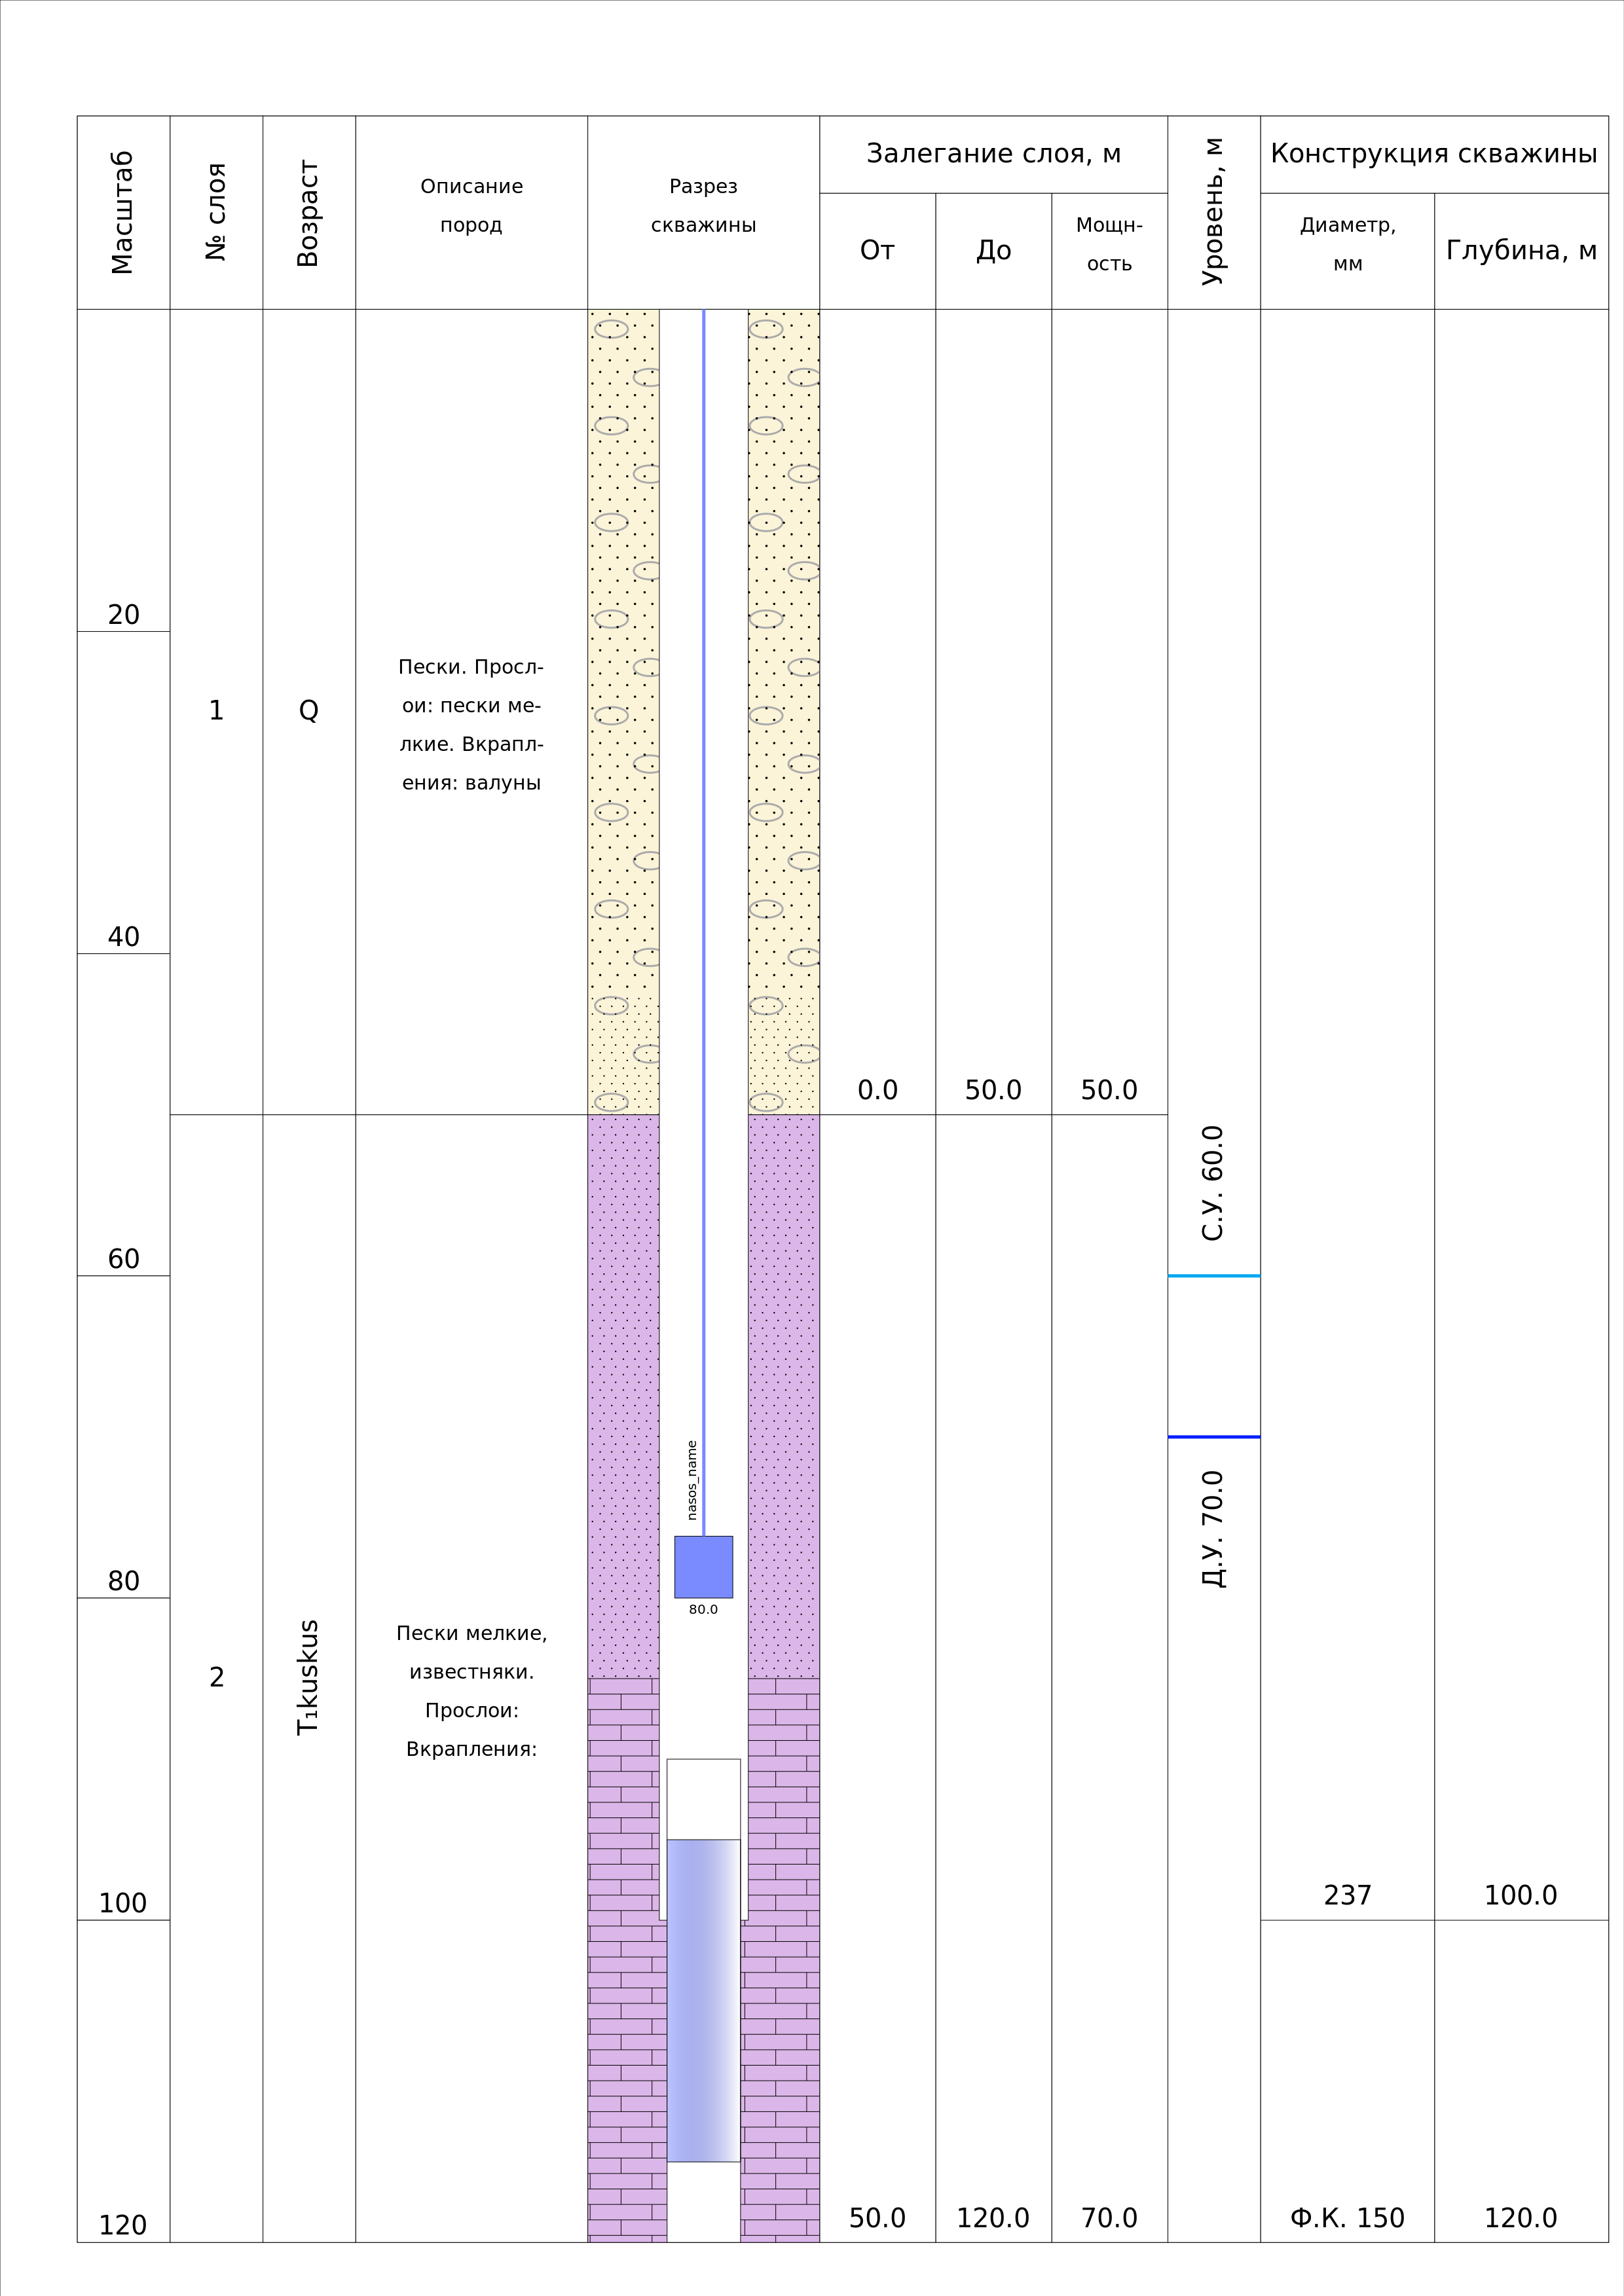 Масштаб
№ слоя
Возраст
Описание
пород
Разрез
скважины
Залегание слоя, м
От
До
Мощн-
ость
Уровень, м
Конструкция скважины
Диаметр,
мм
Глубина, м
20
40
60
80
100
120
1
Q
Пески. Просл-
ои: пески ме-
лкие. Вкрапл-
ения: валуны
0.0
50.0
50.0
2
T₁kuskus
Пески мелкие,
известняки.
Прослои:
Вкрапления:
nasos_name
80.0
50.0
120.0
70.0
С.У. 60.0
Д.У. 70.0
237
100.0
Ф.К. 150
120.0